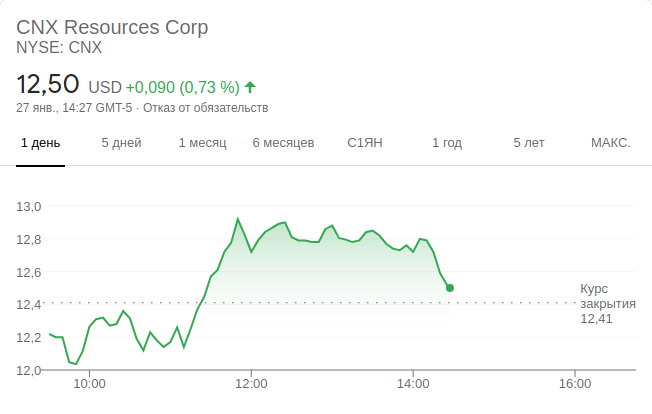 CNX Resources Corp
NYSE: CNX
12,50 USD +0,090 (0,73 %)
27 янв., 14:27 GMT-5 · Отказ от обязательств
1 день 5 дней 1 месяц 6 месяцев С1ЯН 1 год 5 лет МАКС.
13,0
12,8
12,6
12,4
12,2
12,0
Курс
закрытия
12,41
10:00 12:00 14:00 16:00